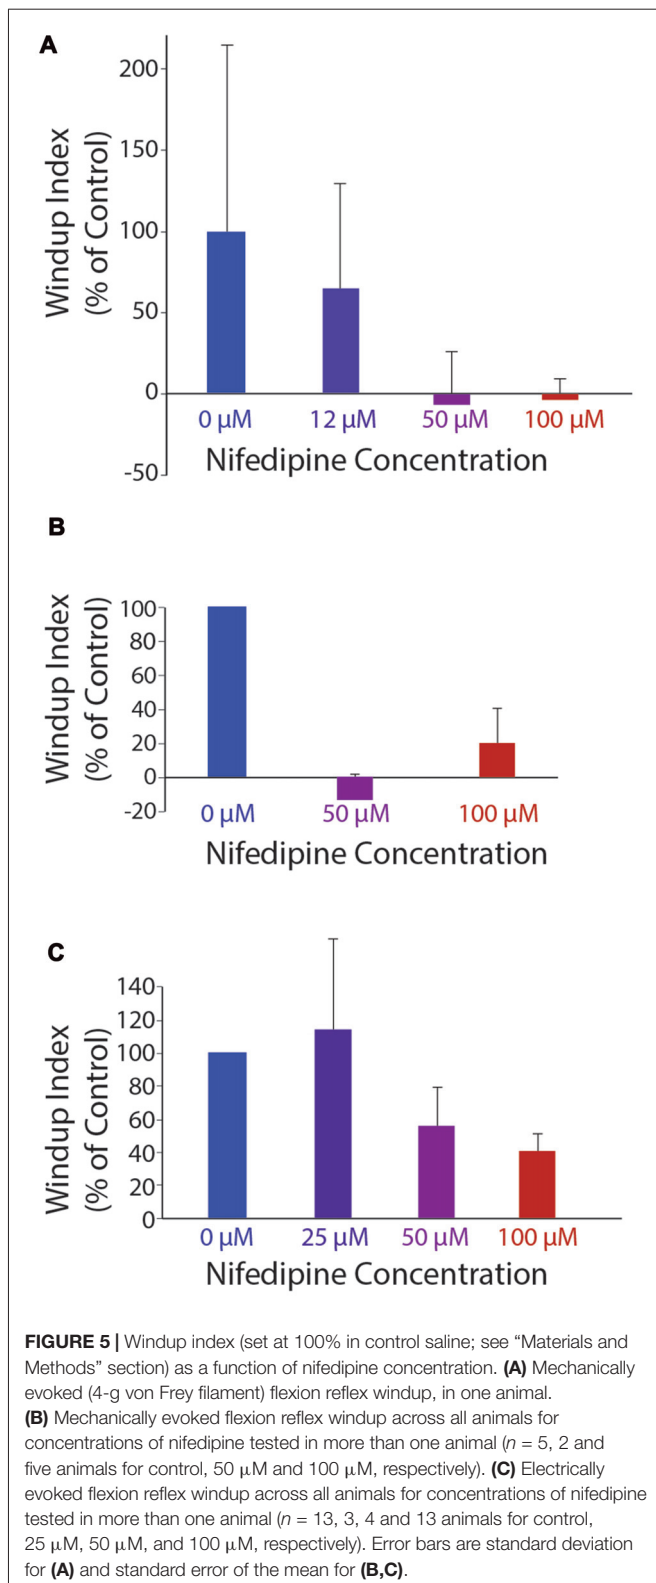 A
Windup Index
(% of Control)
200
150
100
50
0
-50
0 μM 12 μM 50 μM 100 μM
Nifedipine Concentration
B
Windup Index
(% of Control)
100
80
60
40
20
0
-20
0 μM 50 μM 100 μM
Nifedipine Concentration
C
Windup Index
(% of Control)
140
120
100
80
60
40
20
0
0 μM 25 μM 50 μM 100 μM
Nifedipine Concentration
FIGURE 5 | Windup index (set at 100% in control saline; see “Materials and
Methods” section) as a function of nifedipine concentration. (A) Mechanically
evoked (4-g von Frey filament) flexion reflex windup, in one animal.
(B) Mechanically evoked flexion reflex windup across all animals for
concentrations of nifedipine tested in more than one animal (n = 5, 2 and
five animals for control, 50 μM and 100 μM, respectively). (C) Electrically
evoked flexion reflex windup across all animals for concentrations of nifedipine
tested in more than one animal (n = 13, 3, 4 and 13 animals for control,
25 μM, 50 μM, and 100 μM, respectively). Error bars are standard deviation
for (A) and standard error of the mean for (B,C).